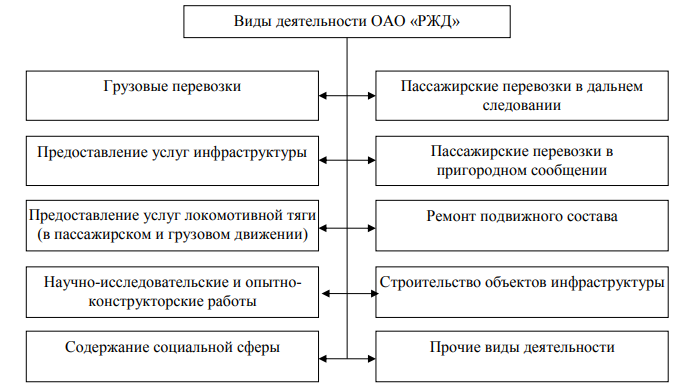 Виды деятельности ОАО «РЖД»
Грузовые перевозки
Пассажирские перевозки в дальнем
следовании
Предоставление услуг инфраструктуры
Пассажирские перевозки в
пригородном сообщении
Предоставление услуг локомотивной тяги
(в пассажирском и грузовом движении)
Ремонт подвижного состава
Научно-исследовательские и опытно-
конструкторские работы
Строительство объектов инфраструктуры
Содержание социальной сферы
Прочие виды деятельности